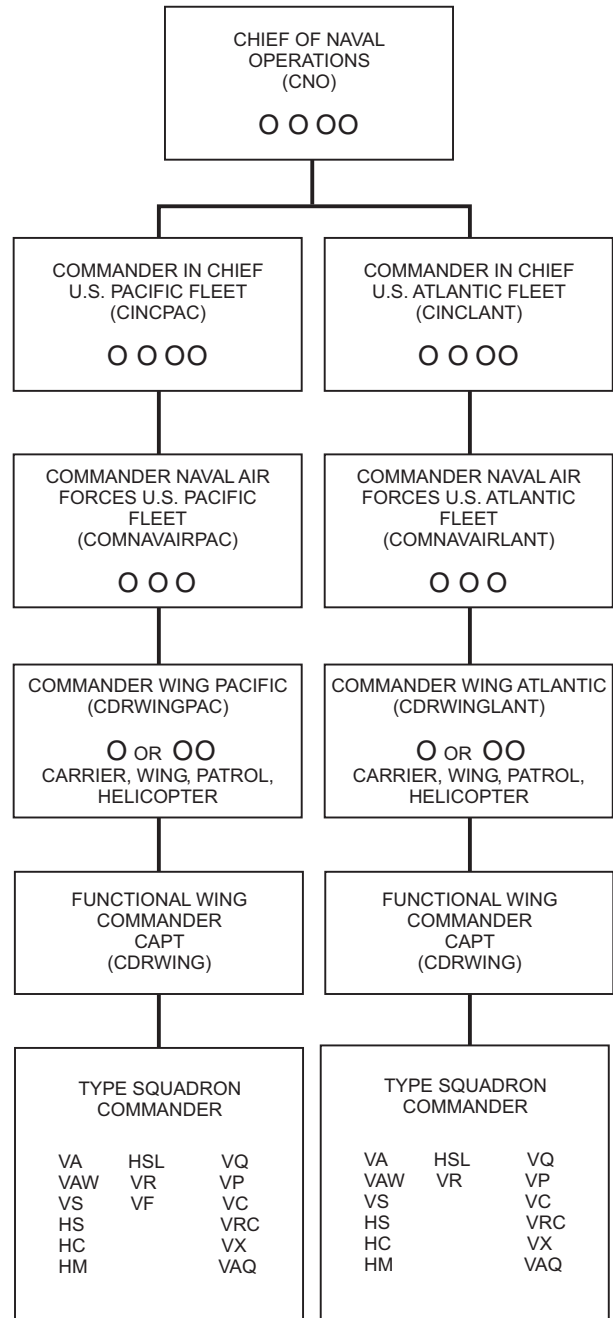 CHIEF OF NAVAL
OPERATIONS
(CNO)
O O OO
COMMANDER IN CHIEF
U.S. PACIFIC FLEET
(CINCPAC)
O O OO
COMMANDER IN CHIEF
U.S. ATLANTIC FLEET
(CINCLANT)
O O OO
COMMANDER NAVAL AIR
FORCES U.S. PACIFIC
FLEET
(COMNAVAIRPAC)
O O O
COMMANDER NAVAL AIR
FORCES U.S. ATLANTIC
FLEET
(COMNAVAIRLANT)
O O O
COMMANDER WING PACIFIC
(CDRWINGPAC)
O OR OO
CARRIER, WING, PATROL,
HELICOPTER
COMMANDER WING ATLANTIC
(CDRWINGLANT)
O OR OO
CARRIER, WING, PATROL,
HELICOPTER
FUNCTIONAL WING
COMMANDER
CAPT
(CDRWING)
FUNCTIONAL WING
COMMANDER
CAPT
(CDRWING)
TYPE SQUADRON
COMMANDER
VA HSL VQ
VAW VR VP
VS VF VC
HS VRC
HC VX
HM VAQ
TYPE SQUADRON
COMMANDER
VA HSL VQ
VAW VR VP
VS VC
HS VRC
HC VX
HM VAQ